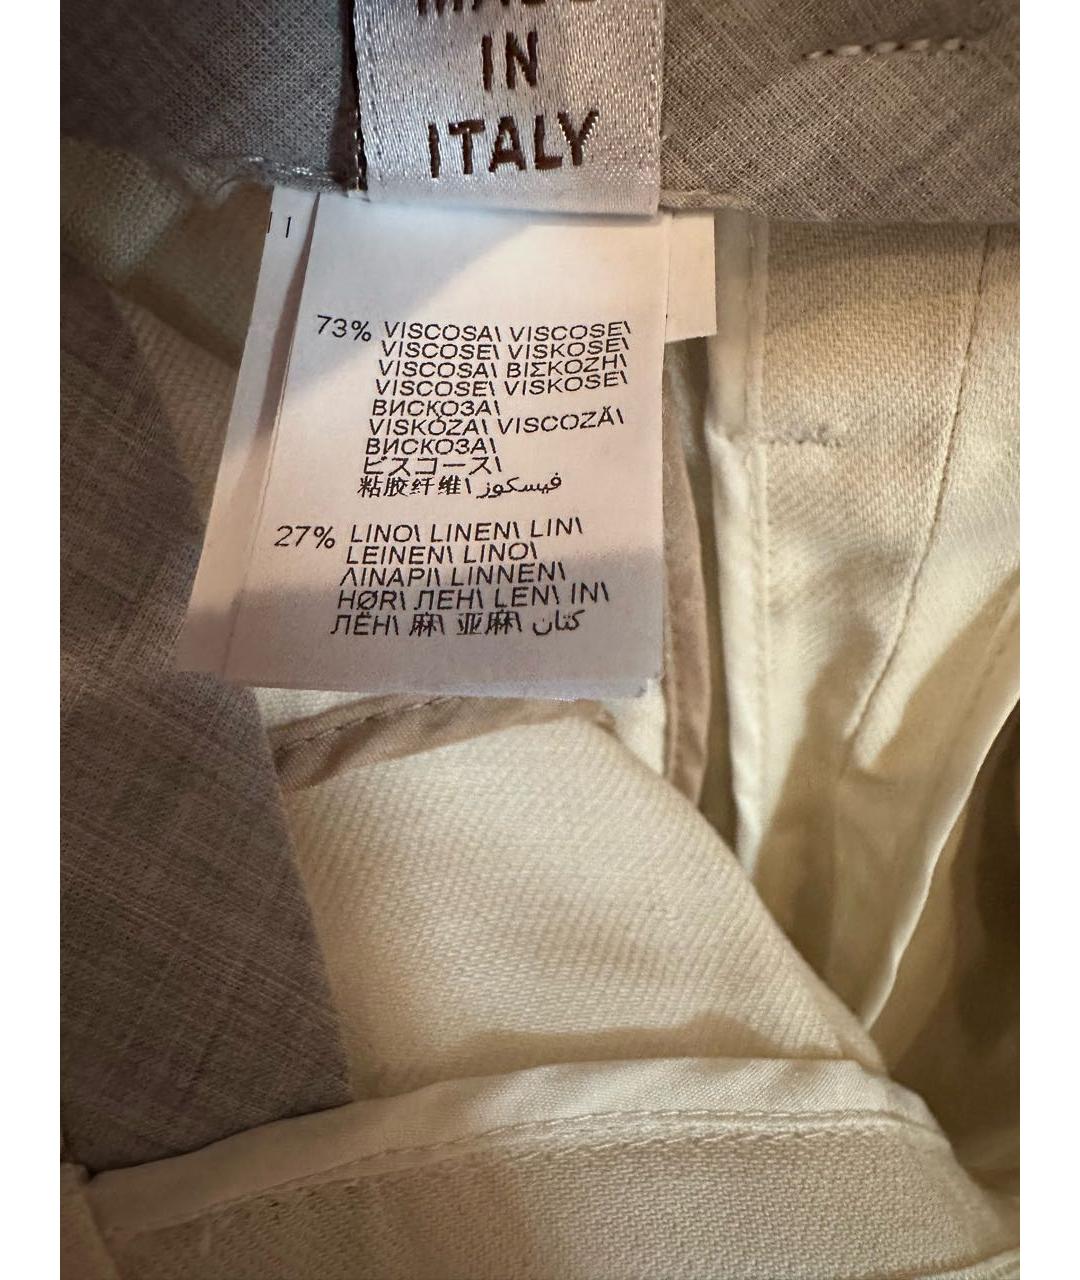 MADE
IN
ITALY
73% VISCOSA\ VISCOSE\
VISCOSE\ VISKOSE\
VISCOSA\ ΒΙΣΚΟΖΗ\
VISCOSE\ VISKOSE\
ВИСКОЗА\
VISKÓZA\ VISCOZĂ\
ВИСКОЗА\
ビスコース\
粘胶纤维\ فيسكوز
27% LINO\ LINEN\ LIN\
LEINEN\ LINO\
ΛΙΝΑΡΙ\ LINNEN\
HØR\ ЛЕН\ LEN\ IN\
ЛЁН\ 麻\ 亚麻\ كتان